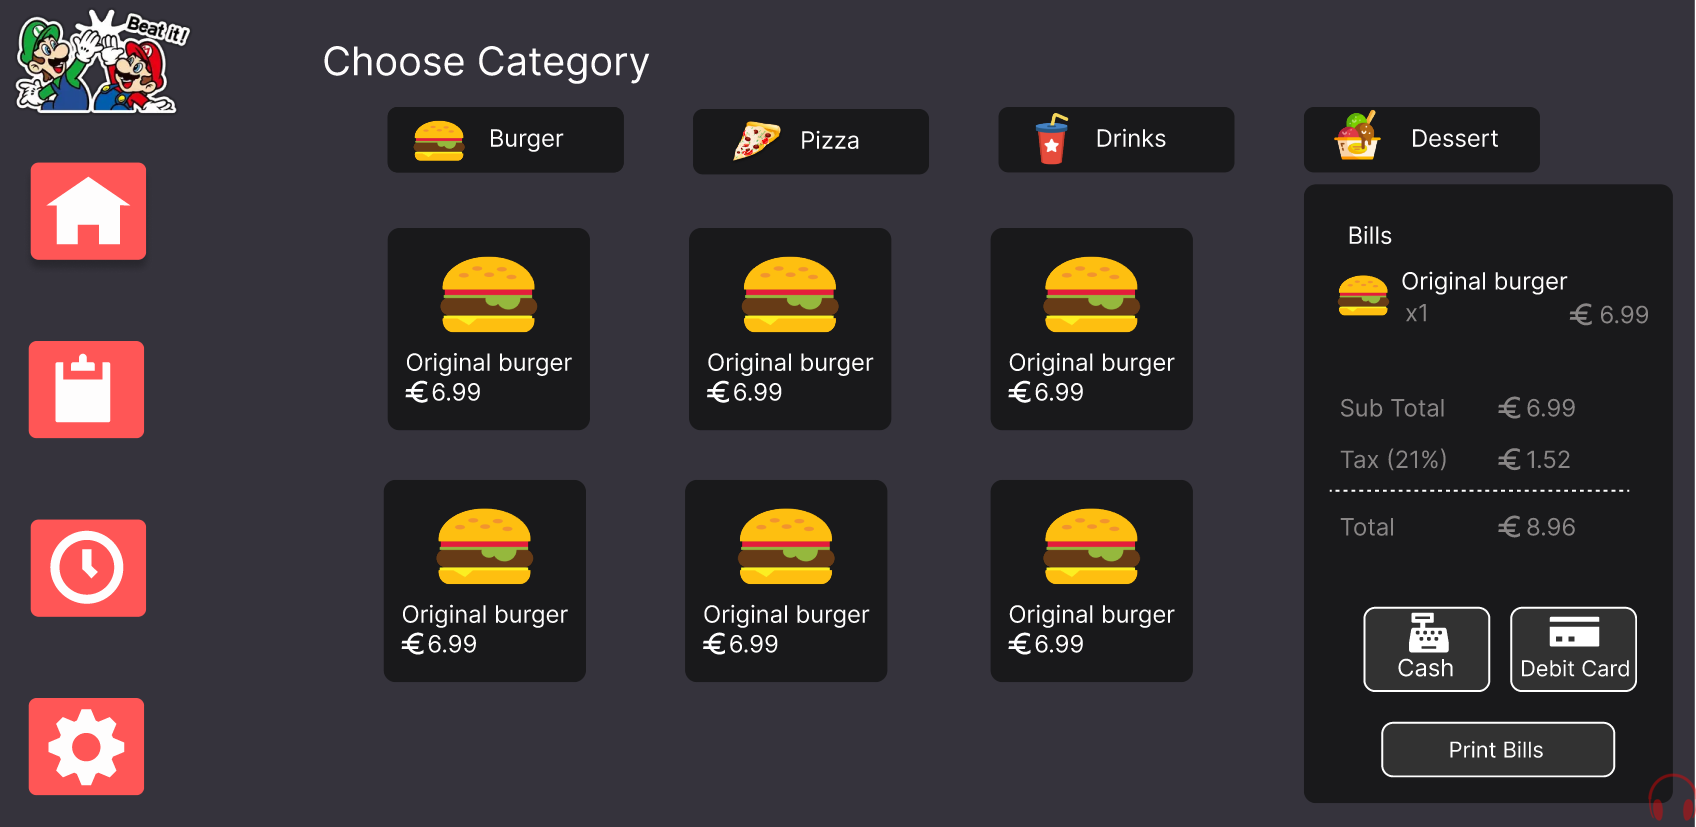 Beat it!
Choose Category
Burger
Pizza
Drinks
Dessert
Original burger
€ 6.99
Original burger
€ 6.99
Original burger
€ 6.99
Original burger
€ 6.99
Original burger
€ 6.99
Original burger
€ 6.99
Bills
Original burger
x1 € 6.99
Sub Total € 6.99
Tax (21%) € 1.52
Total € 8.96
Cash
Debit Card
Print Bills